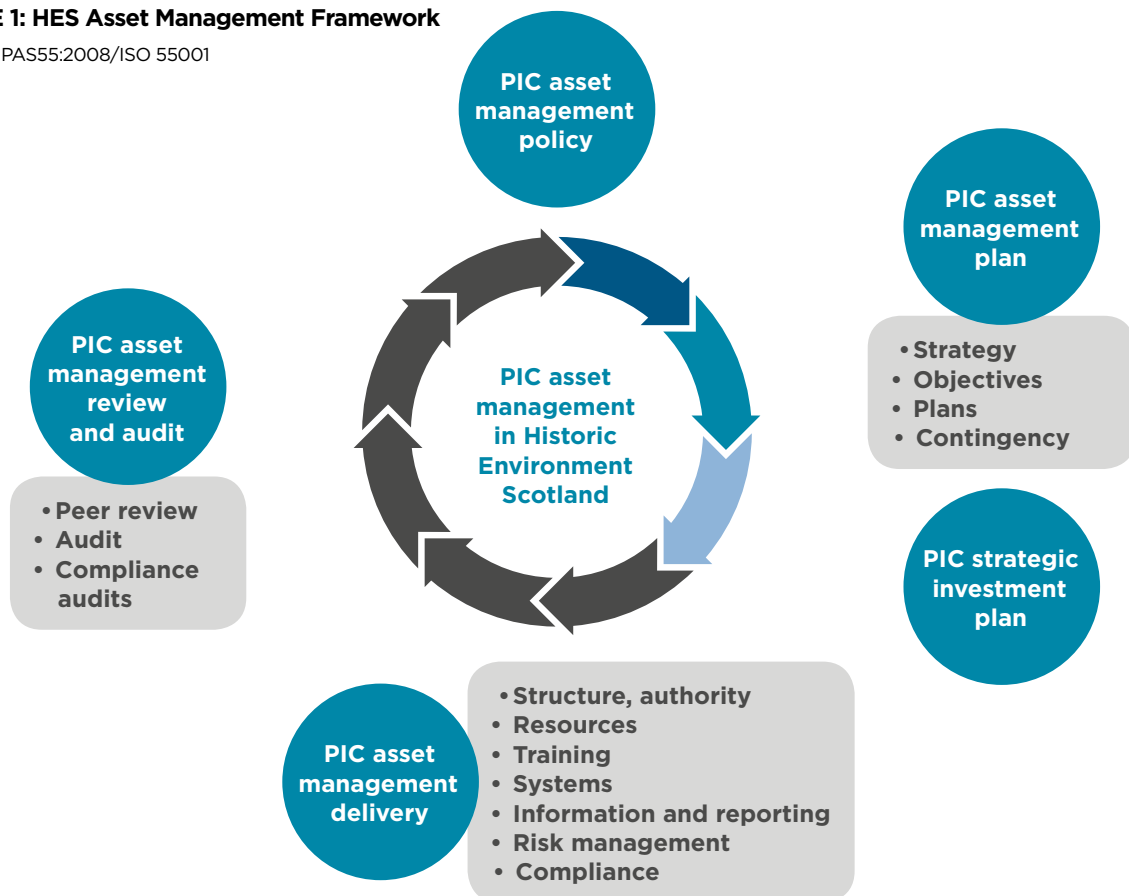 E 1: HES Asset Management Framework
PAS55:2008/ISO 55001
PIC asset
management
policy
PIC asset
management
plan
• Strategy
• Objectives
• Plans
• Contingency
PIC strategic
investment
plan
PIC asset
management
in Historic
Environment
Scotland
PIC asset
management
review
and audit
• Peer review
• Audit
• Compliance
audits
PIC asset
management
delivery
• Structure, authority
• Resources
• Training
• Systems
• Information and reporting
• Risk management
• Compliance